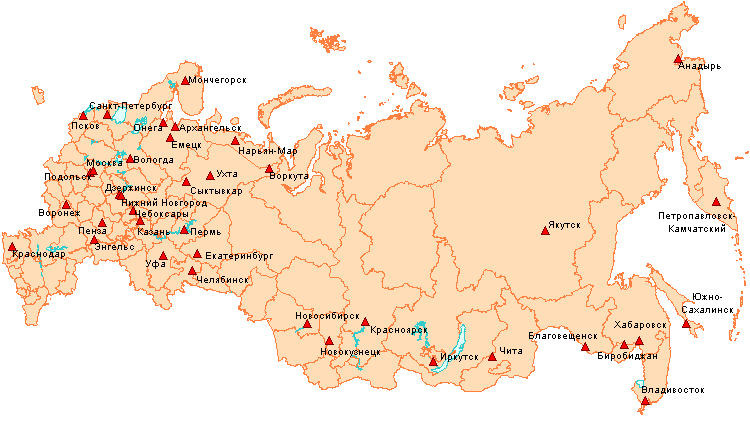 Анадырь
Мончегорск
Санкт-Петербург
Псков
Онега
Архангельск
Емецк
Нарьян-Мар
Москва
Вологда
Подольск
Ухта
Воркута
Дзержинск
Сыктывкар
Нижний Новгород
Воронеж
Чебоксары
Петропавловск-
Камчатский
Пенза
Казань
Пермь
Якутск
Энгельс
Краснодар
Екатеринбург
Уфа
Челябинск
Южно-
Сахалинск
Новосибирск
Красноярск
Хабаровск
Благовещенск
Новокузнецк
Чита
Биробиджан
Иркутск
Владивосток